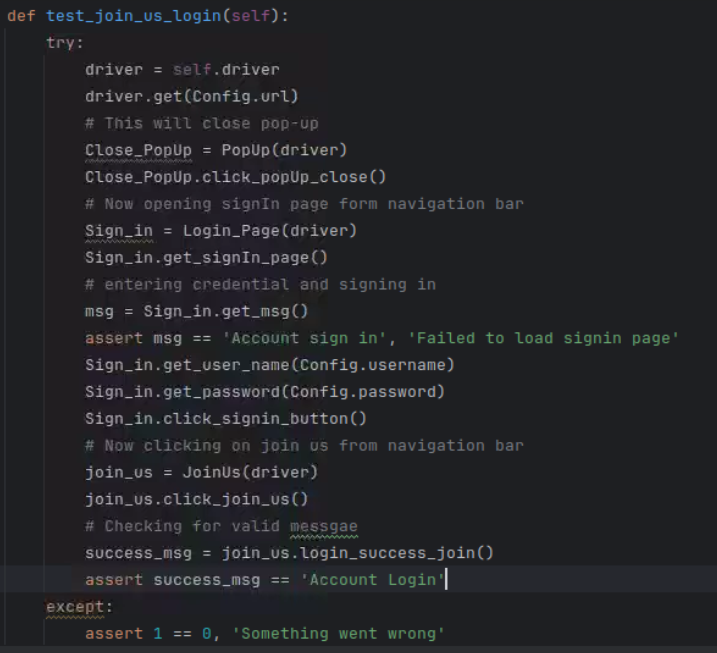 def test_join_us_login(self):
try:
driver = self.driver
driver.get(Config.url)
# This will close pop-up
Close_PopUp = PopUp(driver)
Close_PopUp.click_popUp_close()
# Now opening signIn page form navigation bar
Sign_in = Login_Page(driver)
Sign_in.get_signIn_page()
# entering credential and signing in
msg = Sign_in.get_msg()
assert msg == 'Account sign in', 'Failed to load signin page'
Sign_in.get_user_name(Config.username)
Sign_in.get_password(Config.password)
Sign_in.click_signin_button()
# Now clicking on join us from navigation bar
join_us = JoinUs(driver)
join_us.click_join_us()
# Checking for valid messgae
success_msg = join_us.login_success_join()
assert success_msg == 'Account Login'
except:
assert 1 == 0, 'Something went wrong'